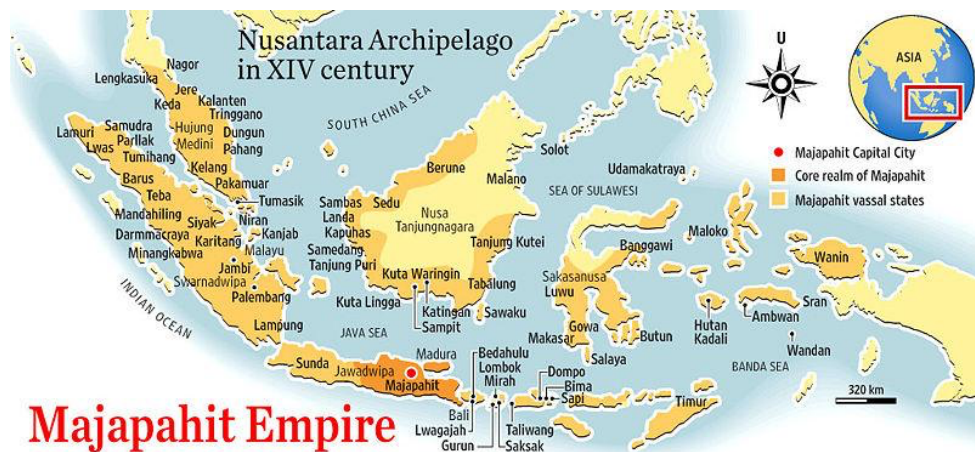 Nusantara Archipelago
in XIV century
U
ASIA
Majapahit Capital City
Core realm of Majapahit
Majapahit vassal states
SOUTH CHINA SEA
Nagor
Lengkasuka
Jere
Keda
Kalanten
Tringgano
Hujung
Medini
Dungun
Pahang
Lamuri
Samudra
Lwas
Parllak
Tumihang
Kelang
Barus
Pakamuar
Teba
Tumasik
Mandahiling
Siyak
Niran
Darmmacraya
Karitang
Kanjab
Minangkabwa
Malayu
Jambi
Swarnadwipa
Palembang
Lampung
INDIAN OCEAN
Berune
Malano
Solot
Udamakatraya
SEA OF SULAWESI
Sambas
Sedu
Landa
Kapuhas
Nusa
Tanjungnagara
Samedang
Tanjung Puri
Tanjung Kutei
Kuta Waringin
Tabalung
Kuta Lingga
Katingan
Sampit
Sawaku
JAVA SEA
Banggawi
Maloko
Wanin
Sakasanusa
Luwu
Gowa
Makasar
Butun
Salaya
Hutan
Kadali
Ambwan
Sran
Wandan
BANDA SEA
Sunda
Jawadwipa
Madura
Majapahit
Bedahulu
Lombok
Mirah
Dompo
Bima
Sapi
Timur
Bali
Lwagajah
Gurun
Taliwang
Saksak
320 km
Majapahit Empire